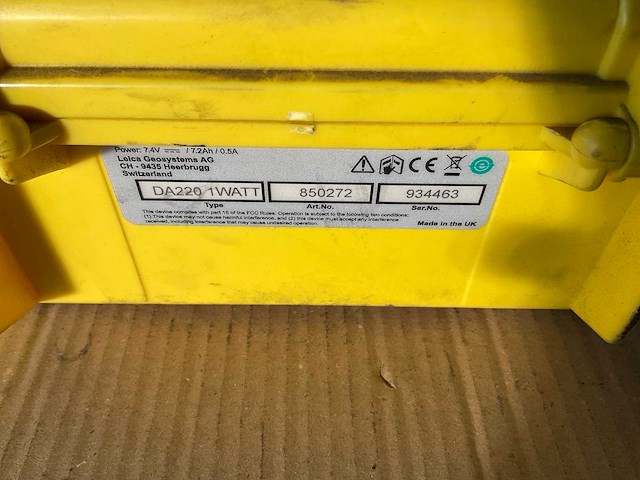 Power: 7.4V / 7.2Ah / 0.5A
Leica Geosystems AG
CH - 9435 Heerbrugg
Switzerland
CE
DA220 1WATT 850272 934463
Type Art.No. Ser.No.
This device complies with part 15 of the FCC Rules. Operation is subject to the following two conditions:
(1) This device may not cause harmful interference, and (2) this device must accept any interference
received, including interference that may cause undesired operation.
Made in the UK